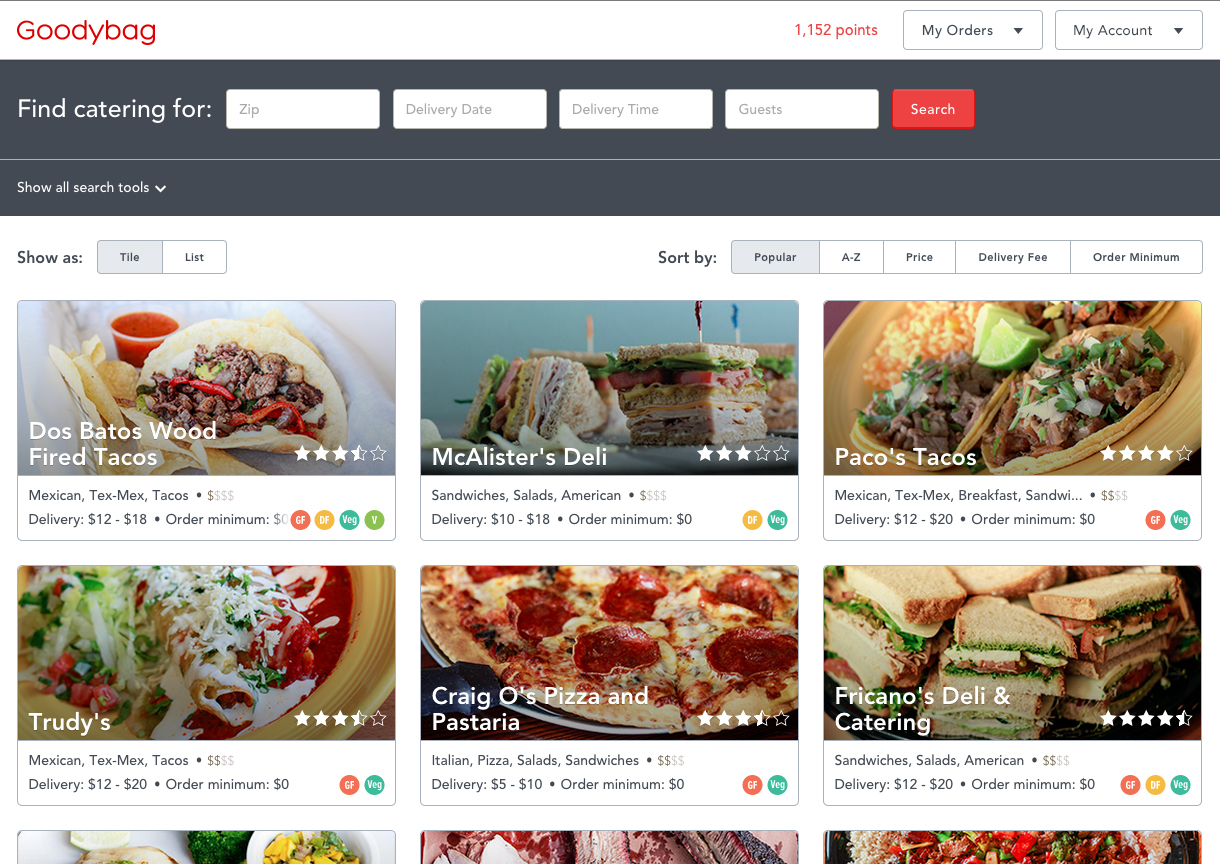 Goodybag
1,152 points
My Orders
My Account
Find catering for:
Zip
Delivery Date
Delivery Time
Guests
Search
Show all search tools
Show as:
Tile
List
Sort by:
Popular
A-Z
Price
Delivery Fee
Order Minimum
Dos Batos Wood
Fired Tacos
Mexican, Tex-Mex, Tacos • $$$$
Delivery: $12 - $18 • Order minimum: $0
GF DF Veg V
McAlister's Deli
Sandwiches, Salads, American • $$$$
Delivery: $10 - $18 • Order minimum: $0
DF Veg
Paco's Tacos
Mexican, Tex-Mex, Breakfast, Sandwi... • $$$$
Delivery: $12 - $20 • Order minimum: $0
GF Veg
Trudy's
Mexican, Tex-Mex, Tacos • $$$$
Delivery: $12 - $20 • Order minimum: $0
GF Veg
Craig O's Pizza and
Pastaria
Italian, Pizza, Salads, Sandwiches • $$$$
Delivery: $5 - $10 • Order minimum: $0
GF Veg
Fricano's Deli &
Catering
Sandwiches, Salads, American • $$$$
Delivery: $12 - $20 • Order minimum: $0
GF DF Veg